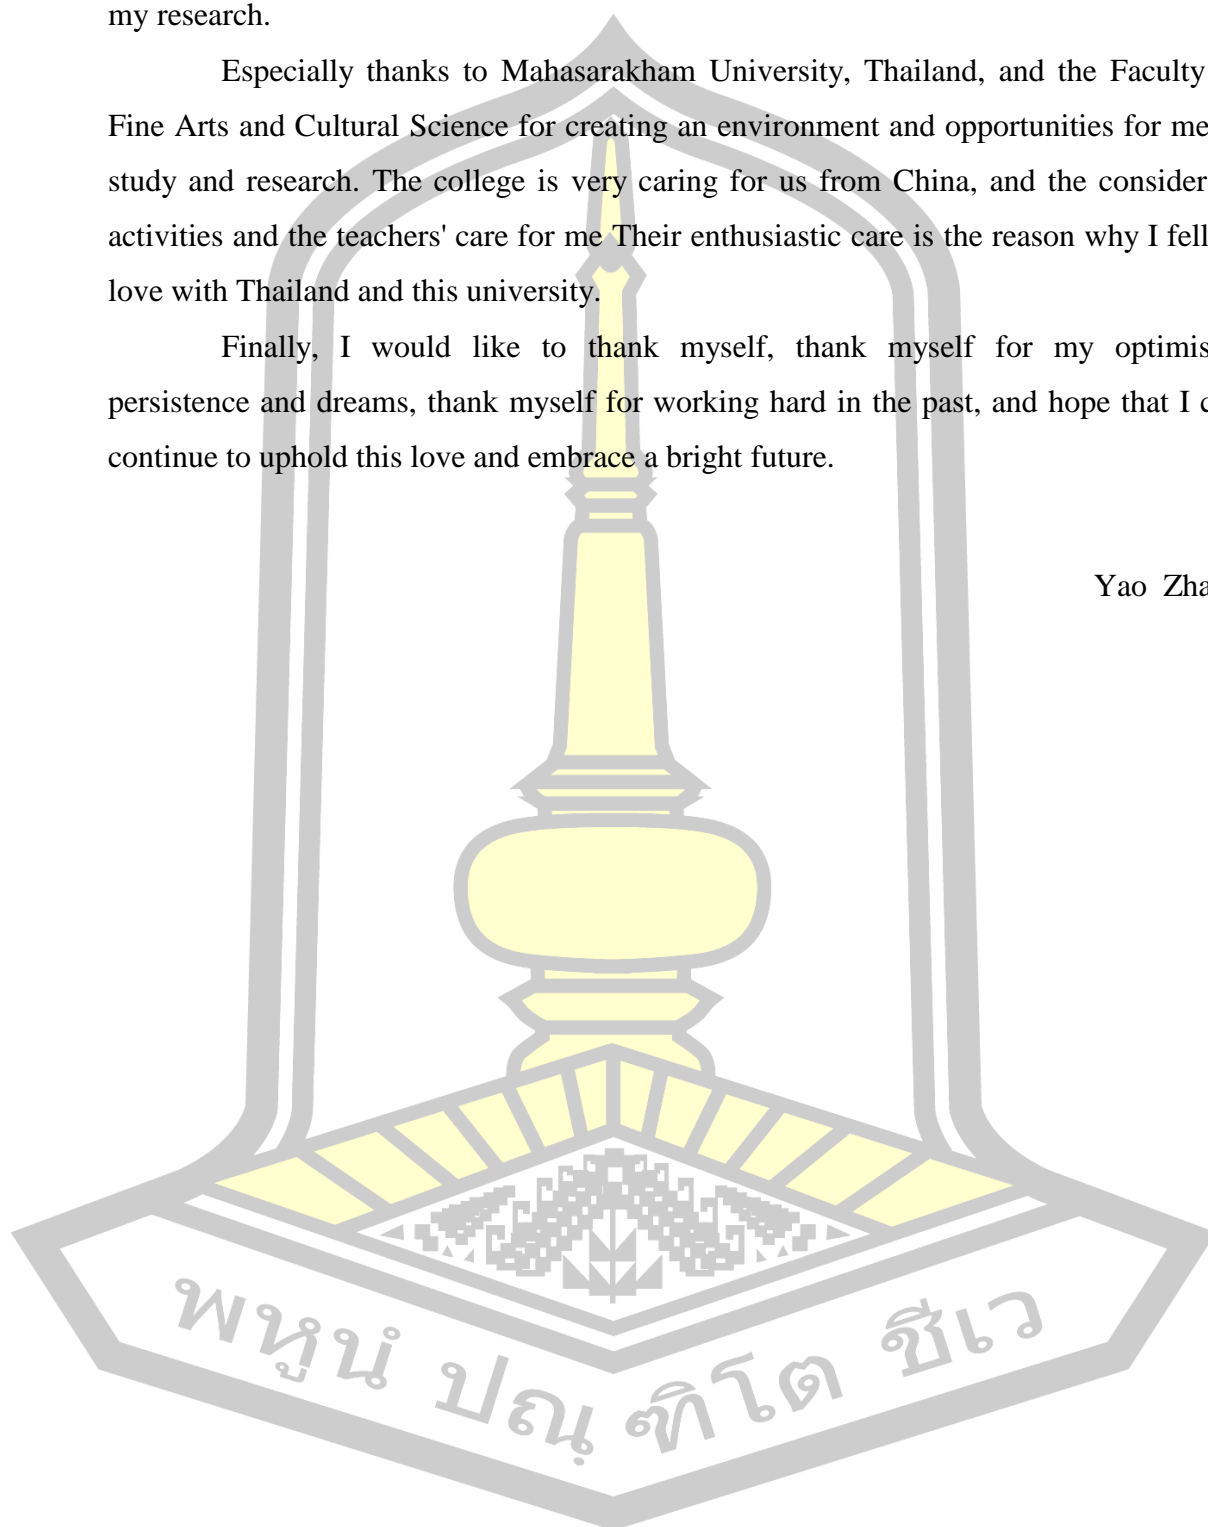 my research.
Especially thanks to Mahasarakham University, Thailand, and the Faculty
Fine Arts and Cultural Science for creating an environment and opportunities for me
study and research. The college is very caring for us from China, and the consider
activities and the teachers' care for me Their enthusiastic care is the reason why I fell
love with Thailand and this university.
Finally, I would like to thank myself, thank myself for my optimis
persistence and dreams, thank myself for working hard in the past, and hope that I c
continue to uphold this love and embrace a bright future.
Yao Zha
พหูนํ ปณฺฑิโต ชีเว